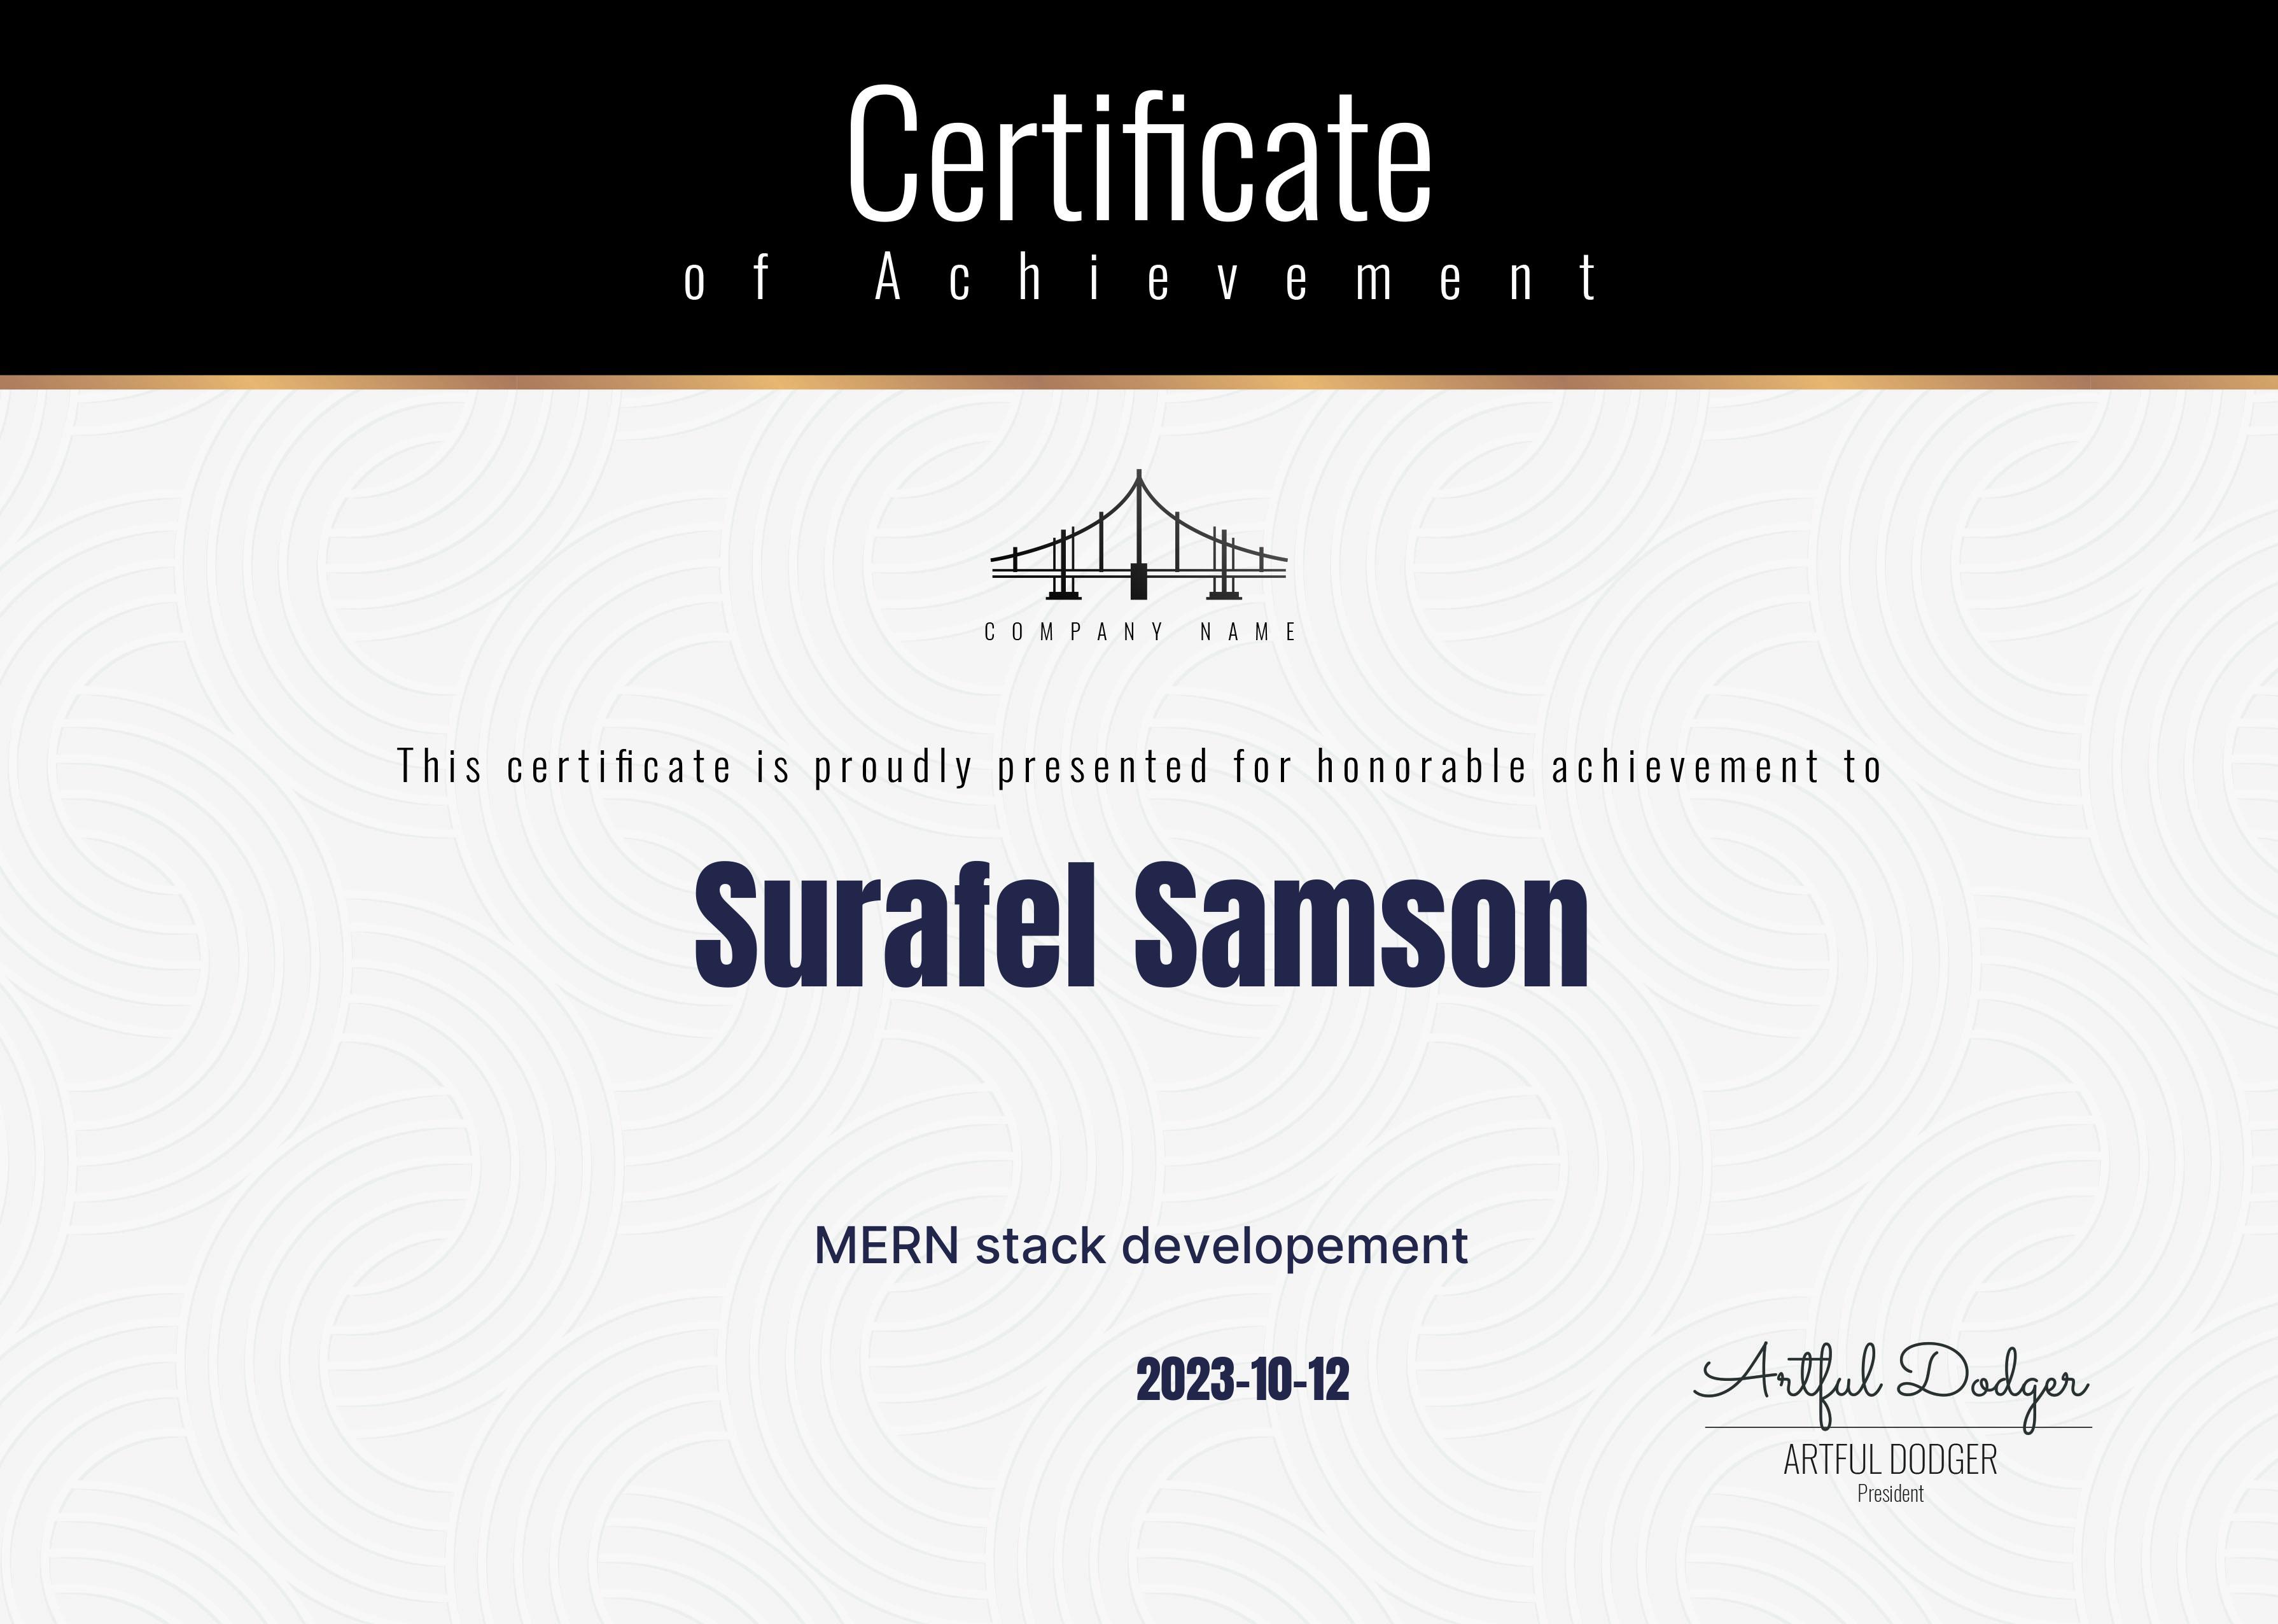 Certificate
of Achievement
COMPANY NAME
This certificate is proudly presented for honorable achievement to
Surafel Samson
MERN stack developement
2023-10-12
Artful Dodger
ARTFUL DODGER
President